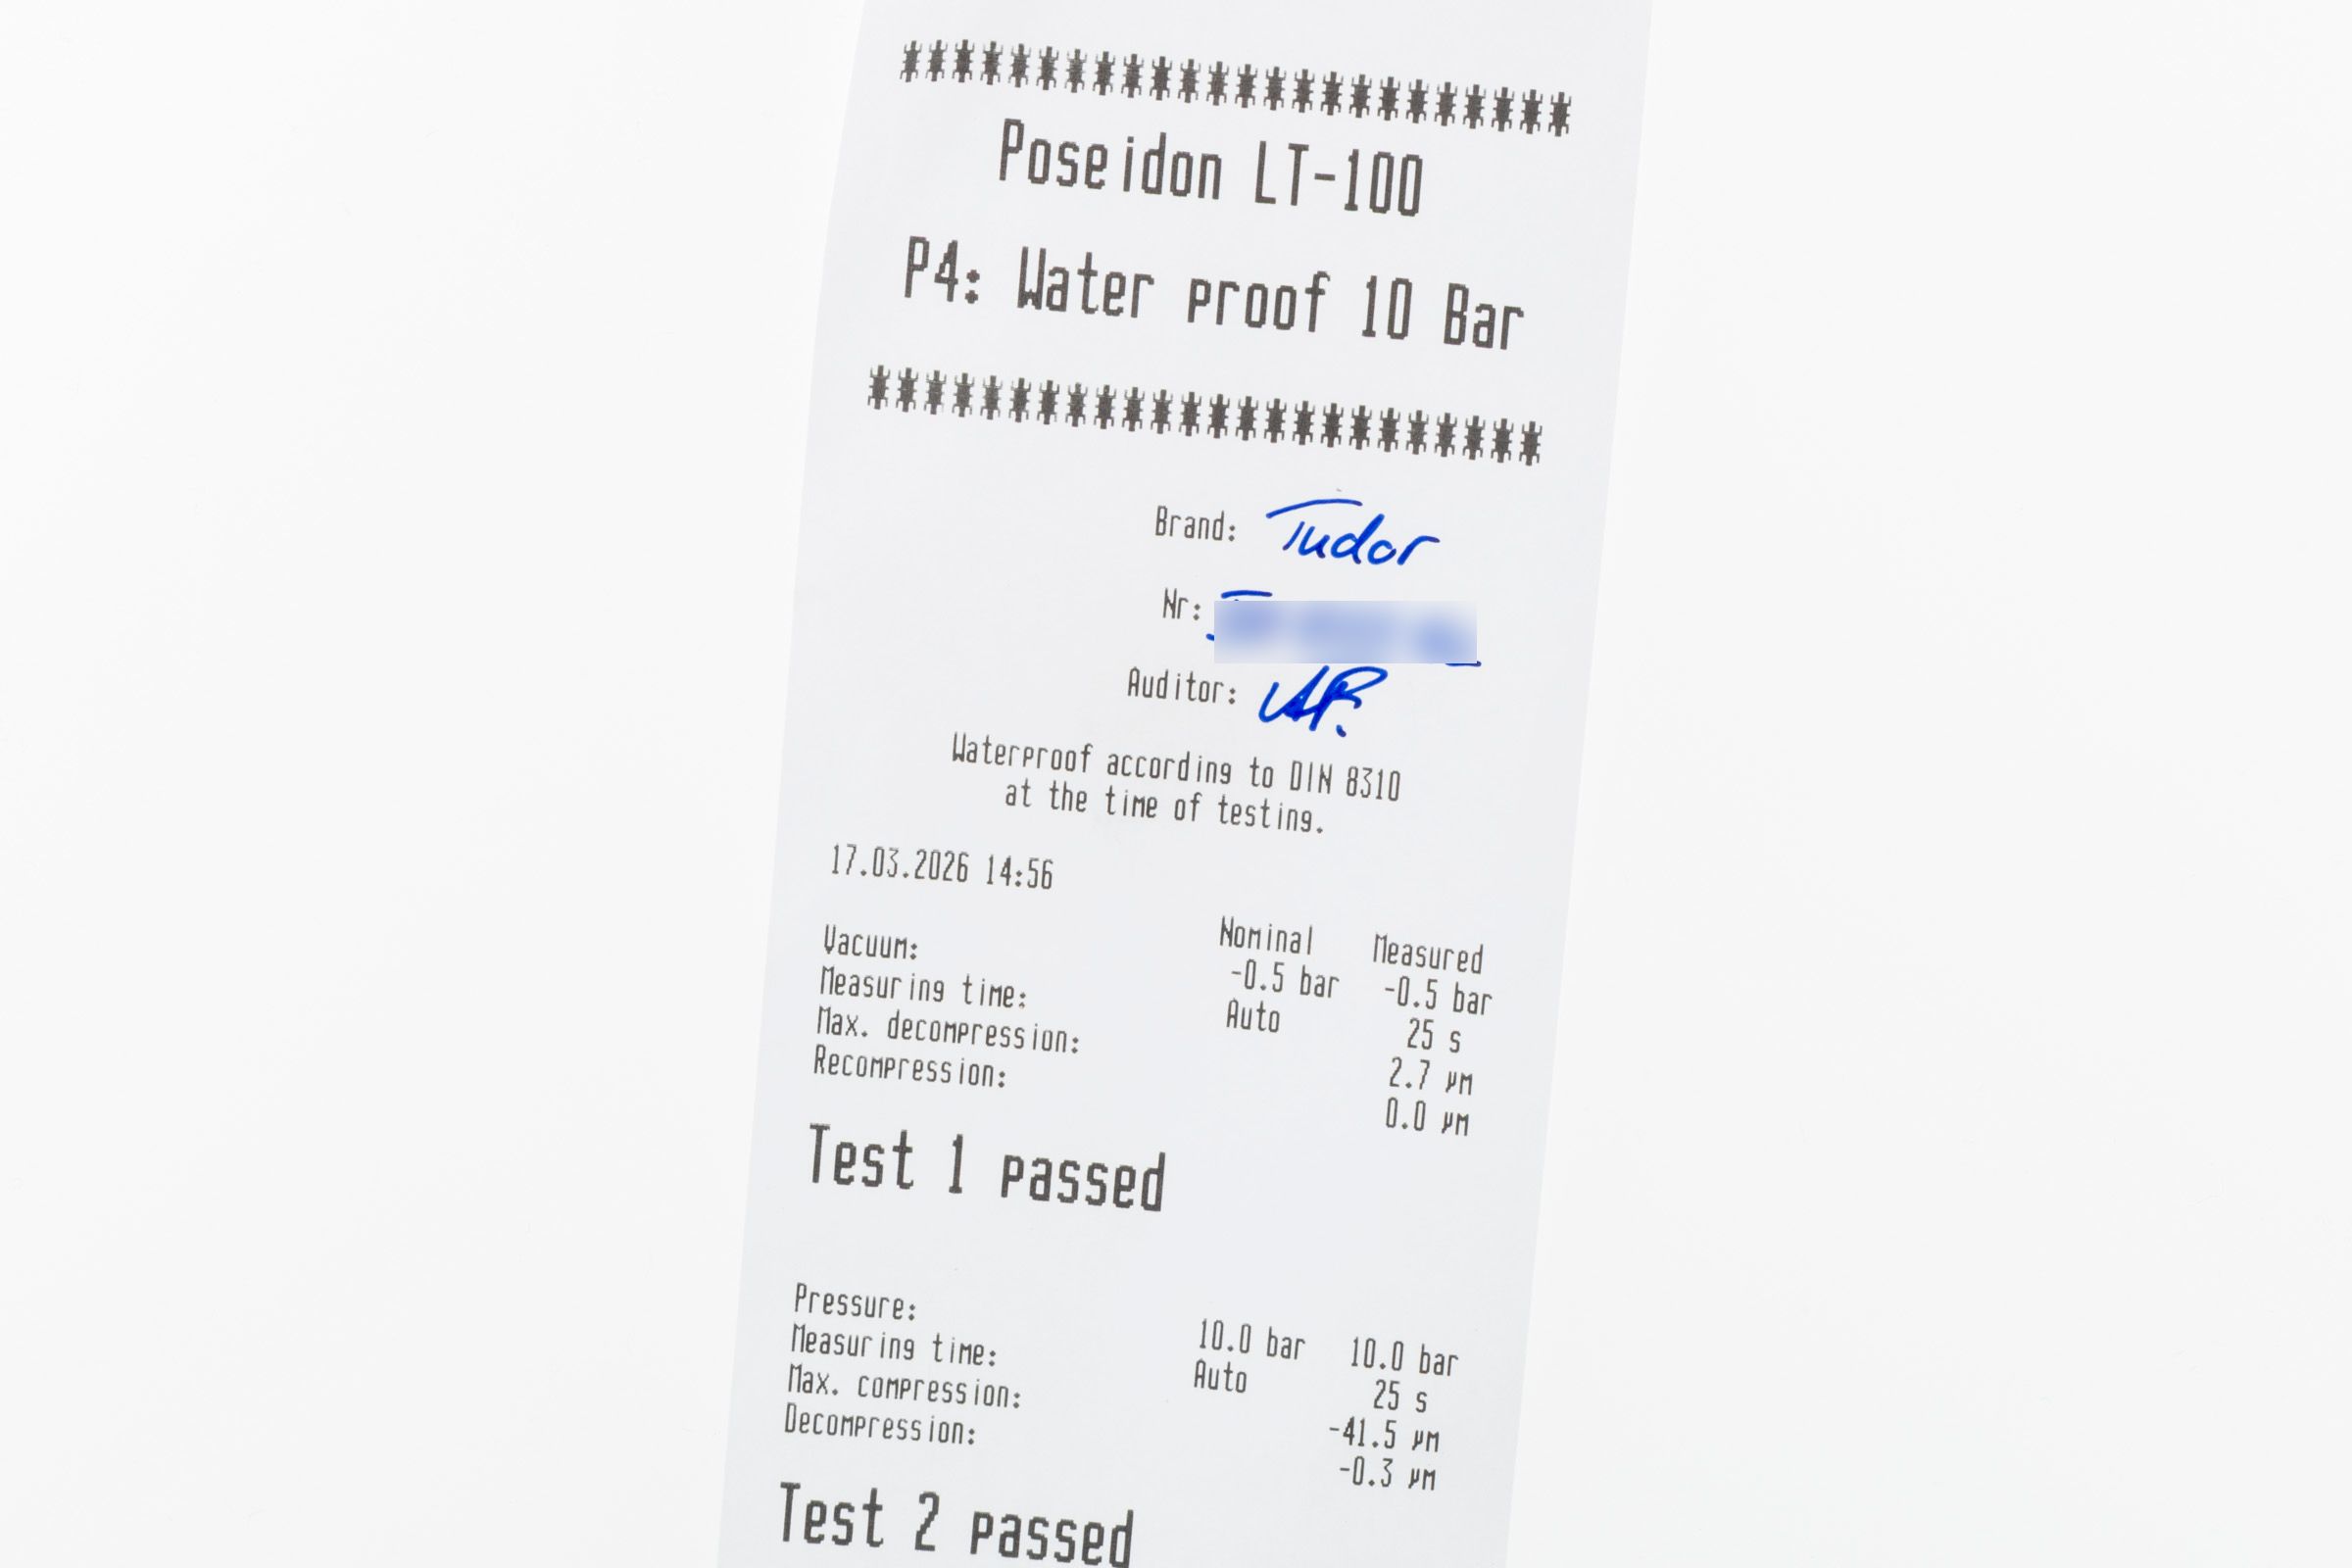 ************************
Poseidon LT-100
P4: Water proof 10 Bar
************************
Brand: Tudor
Nr:
Auditor:
Waterproof according to DIN 8310
at the time of testing.
17.03.2026 14:56
Nominal Measured
Vacuum: -0.5 bar -0.5 bar
Measuring time: Auto 25 s
Max. decompression: 2.7 µm
Recompression: 0.0 µm
Test 1 passed
Pressure: 10.0 bar 10.0 bar
Measuring time: Auto 25 s
Max. compression: -41.5 µm
Decompression: -0.3 µm
Test 2 passed